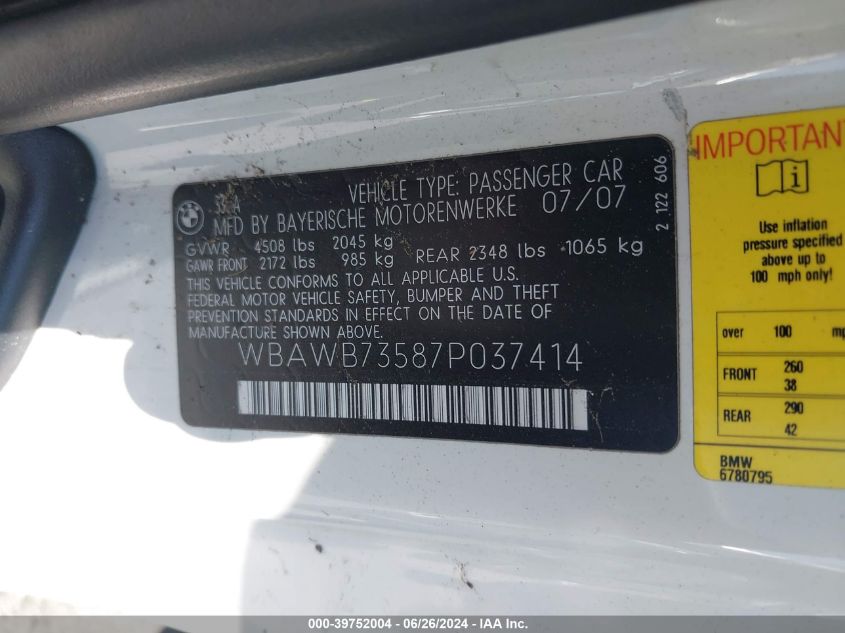 BMW
VEHICLE TYPE: PASSENGER CAR
MFD BY BAYERISCHE MOTORENWERKE 07/07
GVWR 4508 lbs 2045 kg
GAWR FRONT 2172 lbs 985 kg REAR 2348 lbs 1065 kg
THIS VEHICLE CONFORMS TO ALL APPLICABLE U.S.
FEDERAL MOTOR VEHICLE SAFETY, BUMPER AND THEFT
PREVENTION STANDARDS IN EFFECT ON THE DATE OF
MANUFACTURE.
WBAWB73587P037414
2 122 606
IMPORTANT
i
Use inflation
pressure specified
above up to
100 mph only!
over 100 mp
FRONT 260
38
REAR 290
42
BMW
6780795
000-39752004 | 06/26/2024 | IAA Inc.